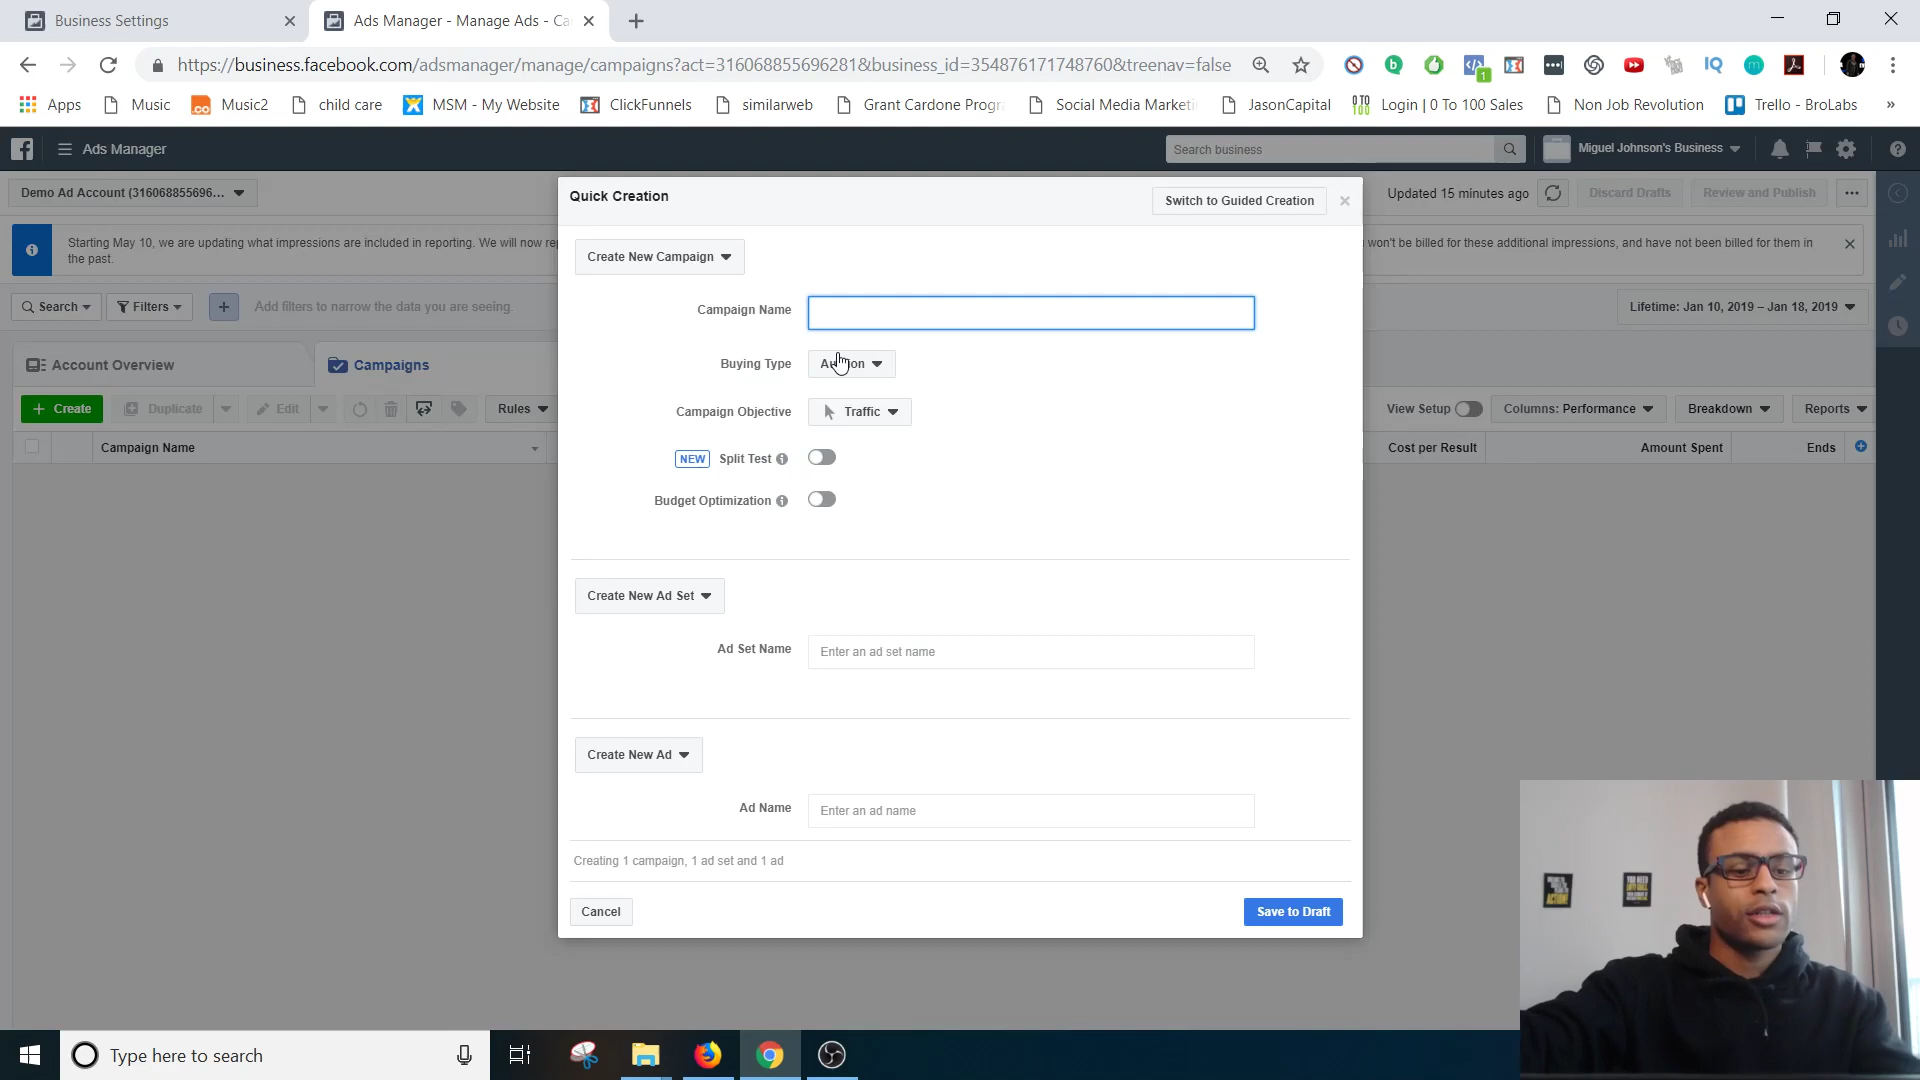 Business Settings
Ads Manager - Manage Ads - Ca
https://business.facebook.com/adsmanager/manage/campaigns?act=316068855696281&business_id=354876171748760&treenav=false
Apps
Music
Music2
child care
MSM - My Website
ClickFunnels
similarweb
Grant Cardone Progra
Social Media Marketi
JasonCapital
Login | 0 To 100 Sales
Non Job Revolution
Trello - BroLabs
»
Ads Manager
Search business
Miguel Johnson's Business
Demo Ad Account (316068855696...
Quick Creation
Switch to Guided Creation
Updated 15 minutes ago
Discard Drafts
Review and Publish
Starting May 10, we are updating what impressions are included in reporting. We will now re
won't be billed for these additional impressions, and have not been billed for them in
the past.
Create New Campaign
Search
Filters
Add filters to narrow the data you are seeing.
Campaign Name
Lifetime: Jan 10, 2019 – Jan 18, 2019
Account Overview
Campaigns
Buying Type
Campaign Objective
Traffic
Create
Duplicate
Edit
Rules
View Setup
Columns: Performance
Breakdown
Reports
Campaign Name
Cost per Result
Amount Spent
Ends
NEW
Split Test
Budget Optimization
Create New Ad Set
Ad Set Name
Enter an ad set name
Create New Ad
Ad Name
Enter an ad name
Creating 1 campaign, 1 ad set and 1 ad
Cancel
Save to Draft
Type here to search